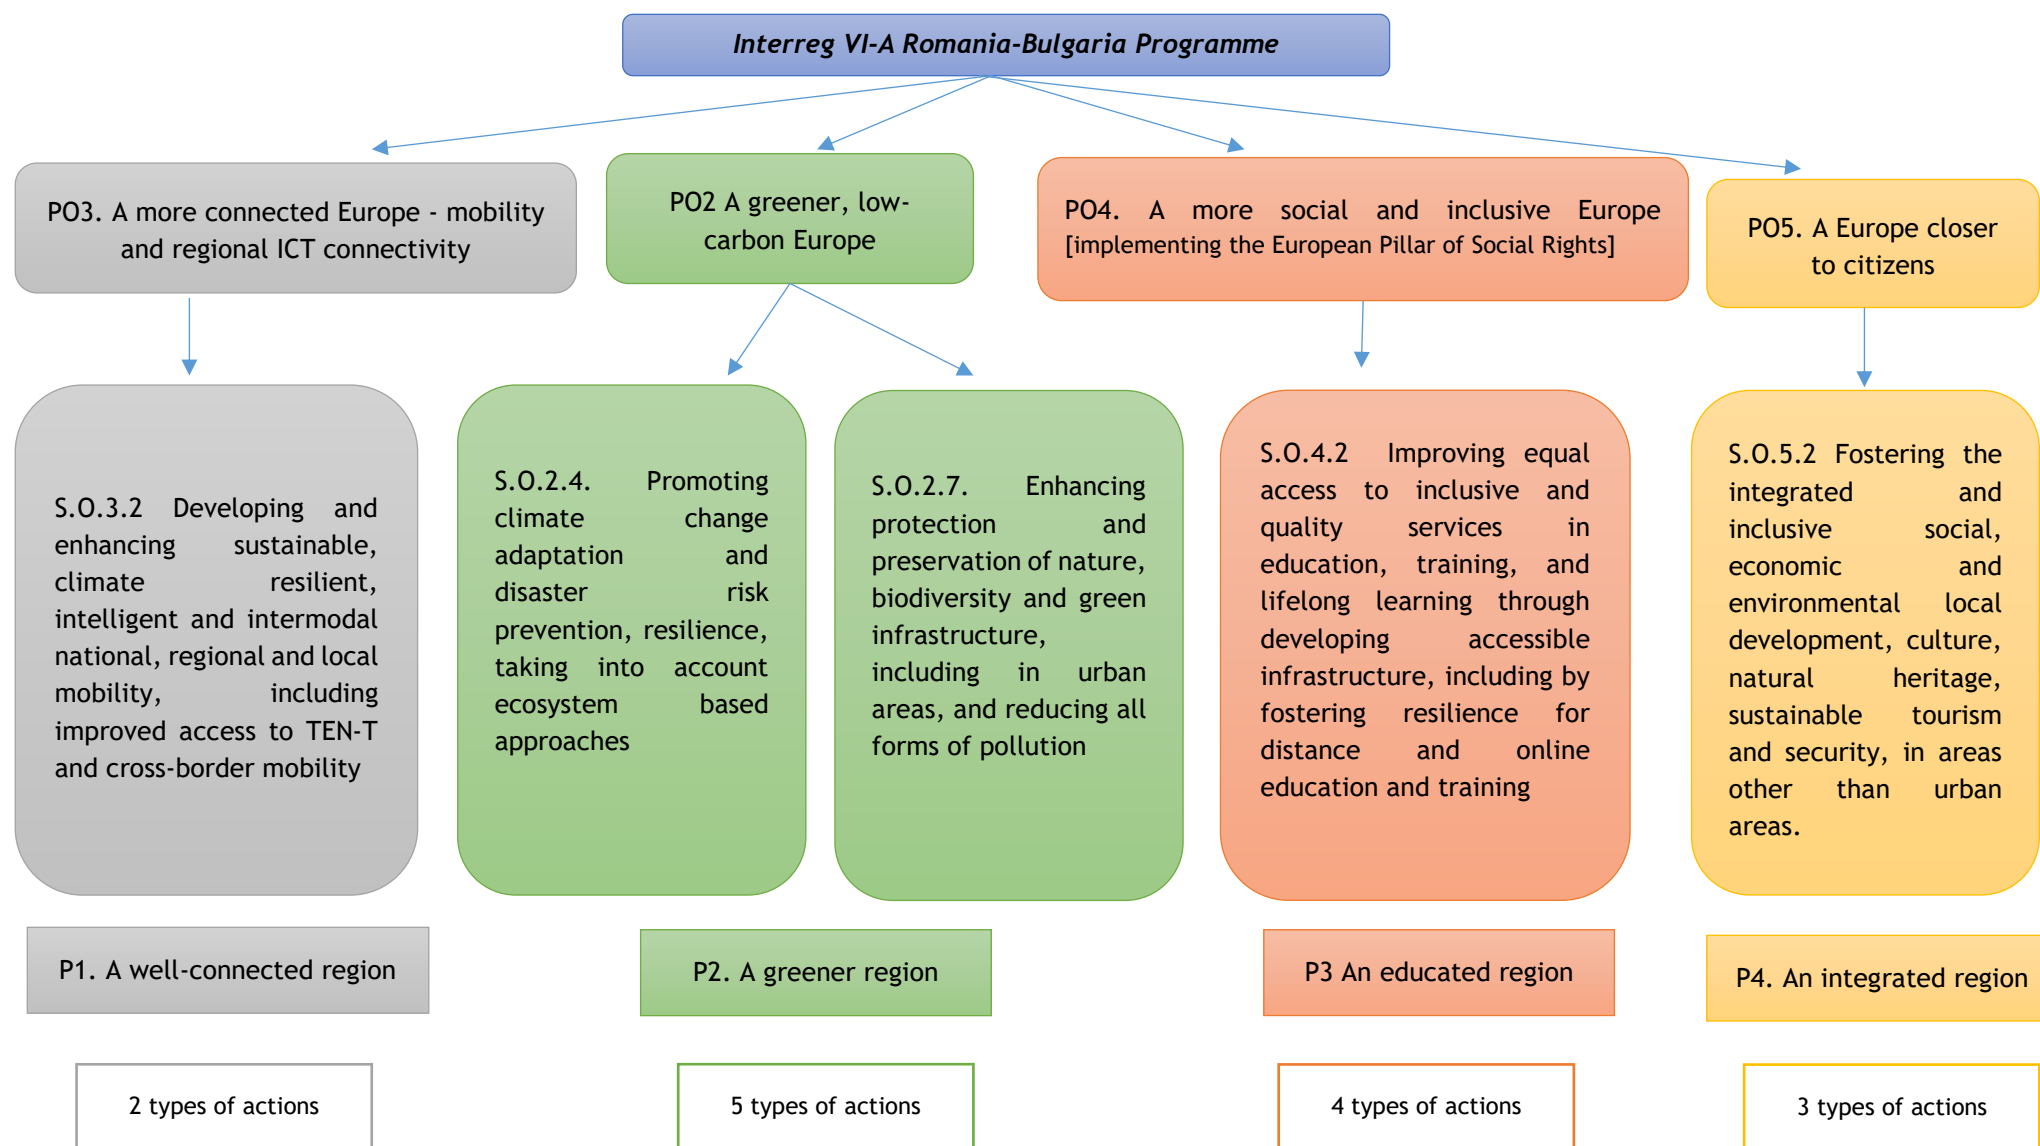 Interreg VI-A Romania-Bulgaria Programme
PO3. A more connected Europe - mobility
and regional ICT connectivity
PO2 A greener, low-
carbon Europe
PO4. A more social and inclusive Europe
[implementing the European Pillar of Social Rights]
PO5. A Europe closer
to citizens
S.O.3.2 Developing and
enhancing sustainable,
climate resilient,
intelligent and intermodal
national, regional and local
mobility, including
improved access to TEN-T
and cross-border mobility
S.O.2.4. Promoting
climate change
adaptation and
disaster risk
prevention, resilience,
taking into account
ecosystem based
approaches
S.O.2.7. Enhancing
protection and
preservation of nature,
biodiversity and green
infrastructure,
including in urban
areas, and reducing all
forms of pollution
S.O.4.2 Improving equal
access to inclusive and
quality services in
education, training, and
lifelong learning through
developing accessible
infrastructure, including by
fostering resilience for
distance and online
education and training
S.O.5.2 Fostering the
integrated and
inclusive social,
economic and
environmental local
development, culture,
natural heritage,
sustainable tourism
and security, in areas
other than urban
areas.
P1. A well-connected region
P2. A greener region
P3 An educated region
P4. An integrated region
2 types of actions
5 types of actions
4 types of actions
3 types of actions